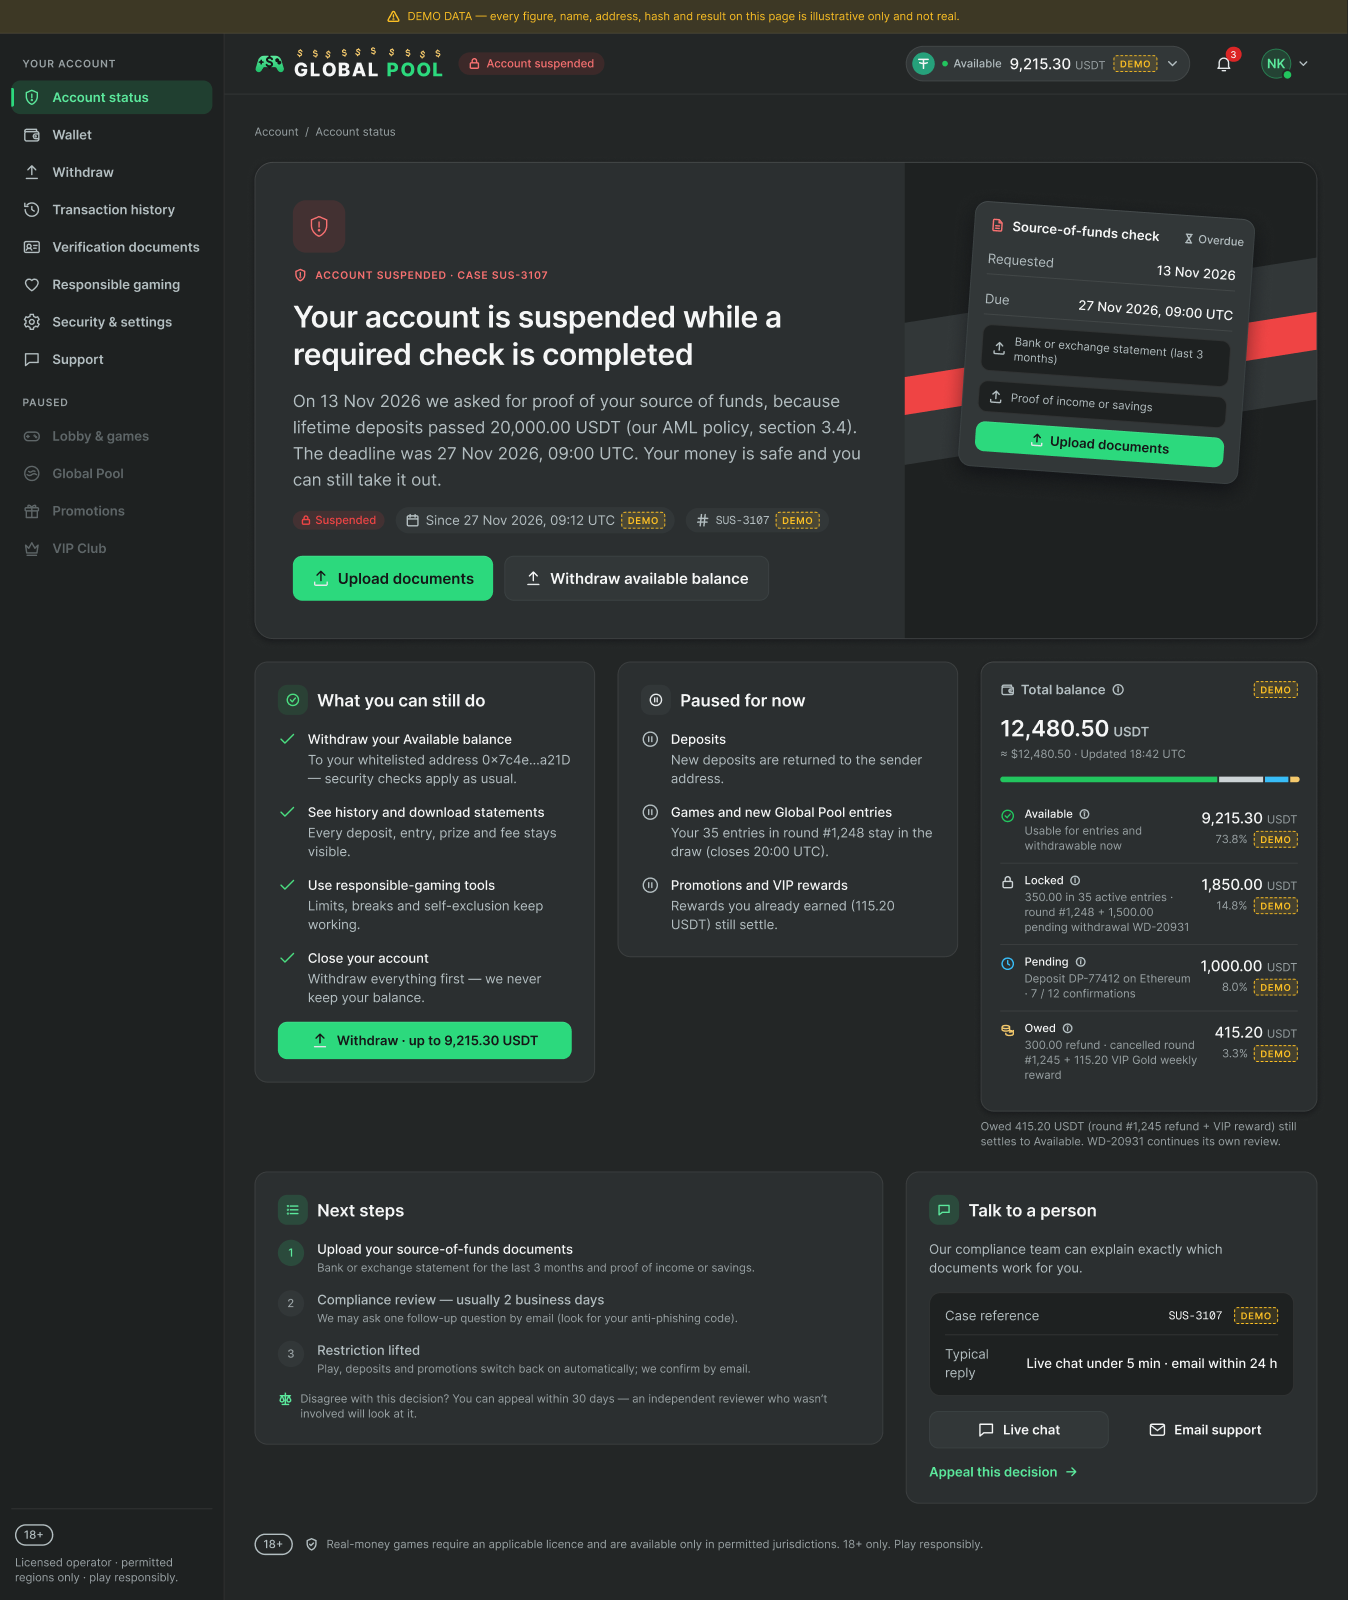 DEMO DATA — every figure, name, address, hash and result on this page is illustrative only and not real.
YOUR ACCOUNT
Account status
Wallet
Withdraw
Transaction history
Verification documents
Responsible gaming
Security & settings
Support
PAUSED
Lobby & games
Global Pool
Promotions
VIP Club
18+
Licensed operator · permitted
regions only · play responsibly.
$ $ $ $ $ $ $ $ $ $
GLOBAL POOL
Account suspended
Available 9,215.30 USDT DEMO
3
NK
Account / Account status
ACCOUNT SUSPENDED · CASE SUS-3107
Your account is suspended while a
required check is completed
On 13 Nov 2026 we asked for proof of your source of funds, because
lifetime deposits passed 20,000.00 USDT (our AML policy, section 3.4).
The deadline was 27 Nov 2026, 09:00 UTC. Your money is safe and you
can still take it out.
Suspended
Since 27 Nov 2026, 09:12 UTC DEMO
SUS-3107 DEMO
Upload documents
Withdraw available balance
Source-of-funds check
Overdue
Requested 13 Nov 2026
Due 27 Nov 2026, 09:00 UTC
Bank or exchange statement (last 3
months)
Proof of income or savings
Upload documents
What you can still do
Withdraw your Available balance
To your whitelisted address 0×7c4e…a21D
— security checks apply as usual.
See history and download statements
Every deposit, entry, prize and fee stays
visible.
Use responsible-gaming tools
Limits, breaks and self-exclusion keep
working.
Close your account
Withdraw everything first — we never
keep your balance.
Withdraw · up to 9,215.30 USDT
Paused for now
Deposits
New deposits are returned to the sender
address.
Games and new Global Pool entries
Your 35 entries in round #1,248 stay in the
draw (closes 20:00 UTC).
Promotions and VIP rewards
Rewards you already earned (115.20
USDT) still settle.
Total balance DEMO
12,480.50 USDT
≈ $12,480.50 · Updated 18:42 UTC
Available 9,215.30 USDT
Usable for entries and
withdrawable now
73.8% DEMO
Locked 1,850.00 USDT
350.00 in 35 active entries ·
round #1,248 + 1,500.00
pending withdrawal WD-20931
14.8% DEMO
Pending 1,000.00 USDT
Deposit DP-77412 on Ethereum
· 7 / 12 confirmations
8.0% DEMO
Owed 415.20 USDT
300.00 refund · cancelled round
#1,245 + 115.20 VIP Gold weekly
reward
3.3% DEMO
Owed 415.20 USDT (round #1,245 refund + VIP reward) still
settles to Available. WD-20931 continues its own review.
Next steps
1 Upload your source-of-funds documents
Bank or exchange statement for the last 3 months and proof of income or savings.
2 Compliance review — usually 2 business days
We may ask one follow-up question by email (look for your anti-phishing code).
3 Restriction lifted
Play, deposits and promotions switch back on automatically; we confirm by email.
Disagree with this decision? You can appeal within 30 days — an independent reviewer who wasn’t
involved will look at it.
Talk to a person
Our compliance team can explain exactly which
documents work for you.
Case reference SUS-3107 DEMO
Typical
reply
Live chat under 5 min · email within 24 h
Live chat
Email support
Appeal this decision →
18+ Real-money games require an applicable licence and are available only in permitted jurisdictions. 18+ only. Play responsibly.